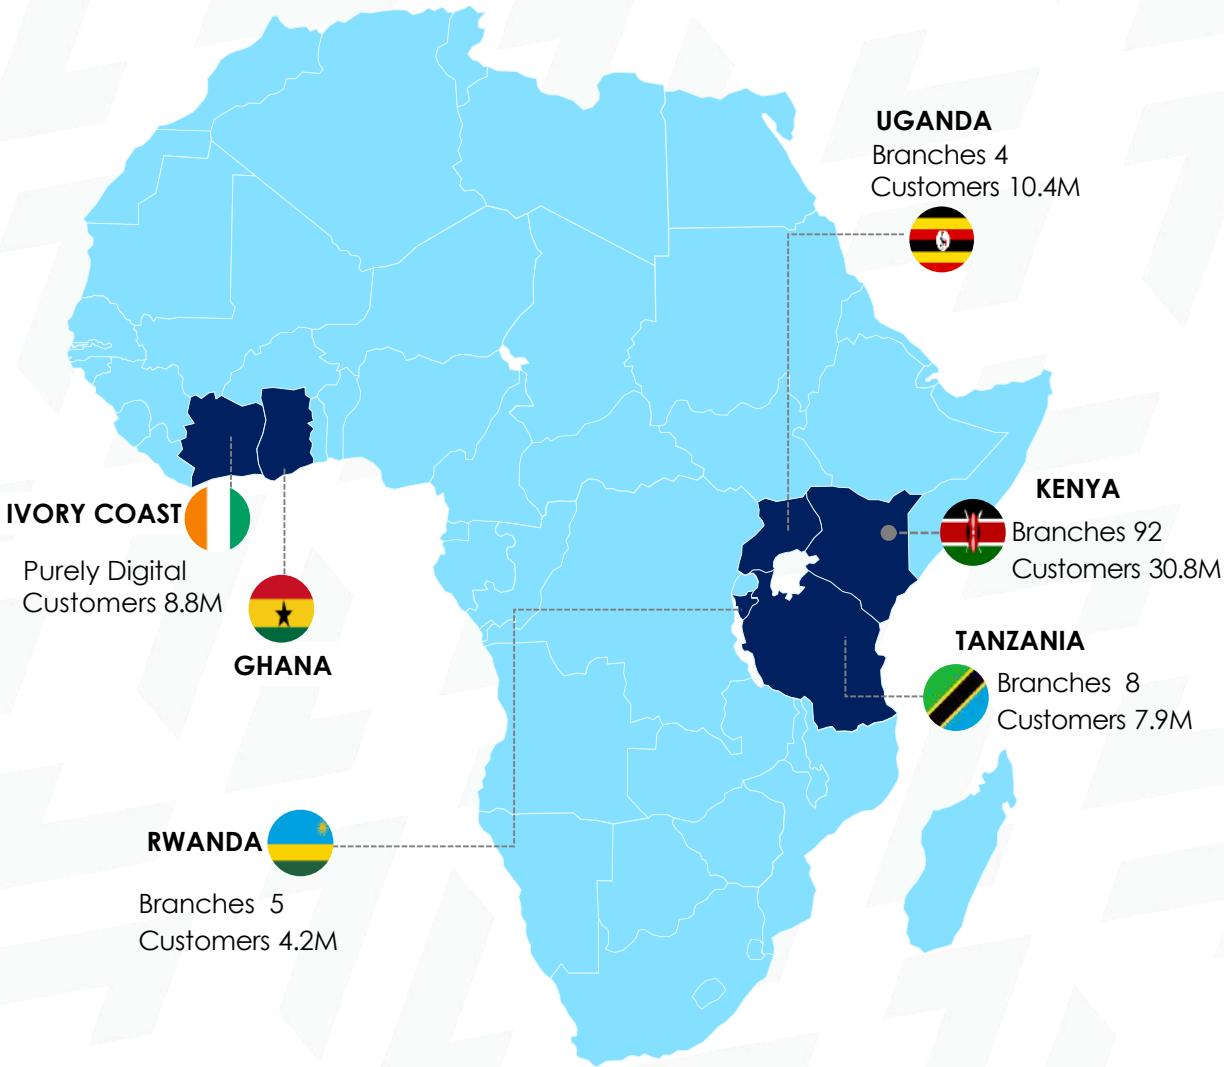 UGANDA
Branches 4
Customers 10.4M
KENYA
Branches 92
Customers 30.8M
IVORY COAST
Purely Digital
Customers 8.8M
GHANA
TANZANIA
Branches 8
Customers 7.9M
RWANDA
Branches 5
Customers 4.2M